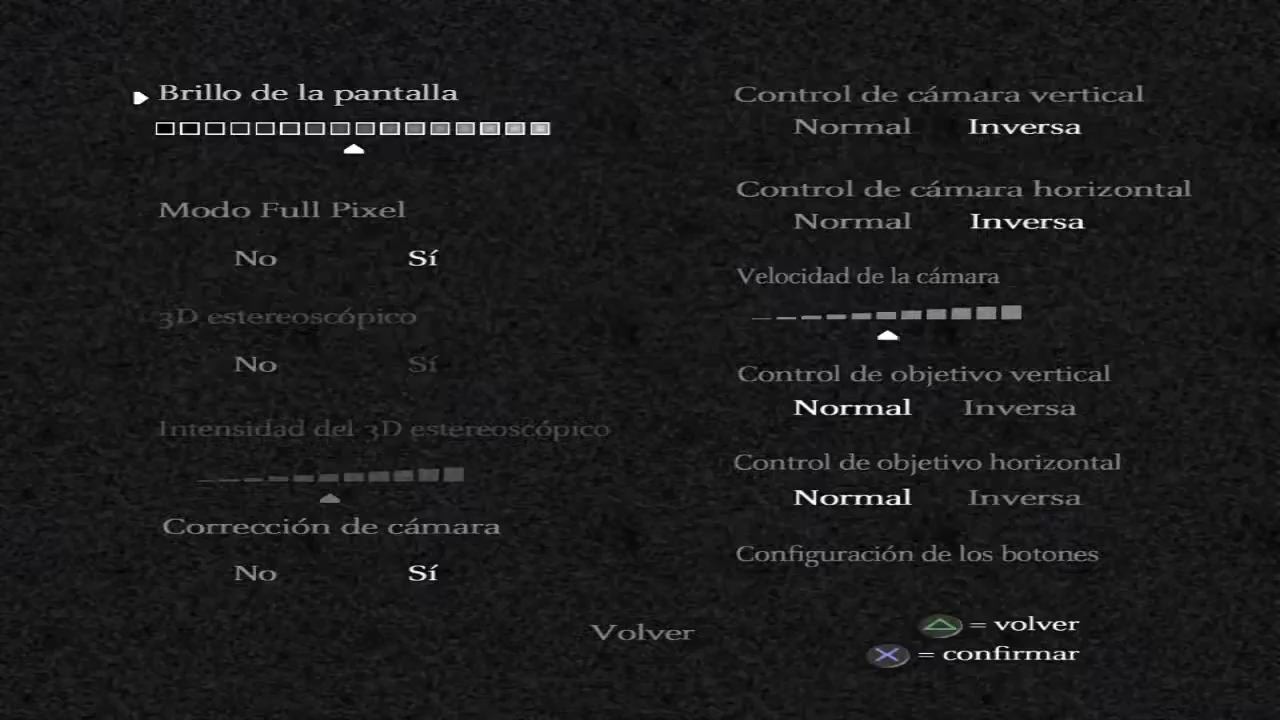 Brillo de la pantalla
Modo Full Pixel
No Sí
3D estereoscópico
No Sí
Intensidad del 3D estereoscópico
Corrección de cámara
No Sí
Control de cámara vertical
Normal Inversa
Control de cámara horizontal
Normal Inversa
Velocidad de la cámara
Control de objetivo vertical
Normal Inversa
Control de objetivo horizontal
Normal Inversa
Configuración de los botones
Volver
= volver
= confirmar